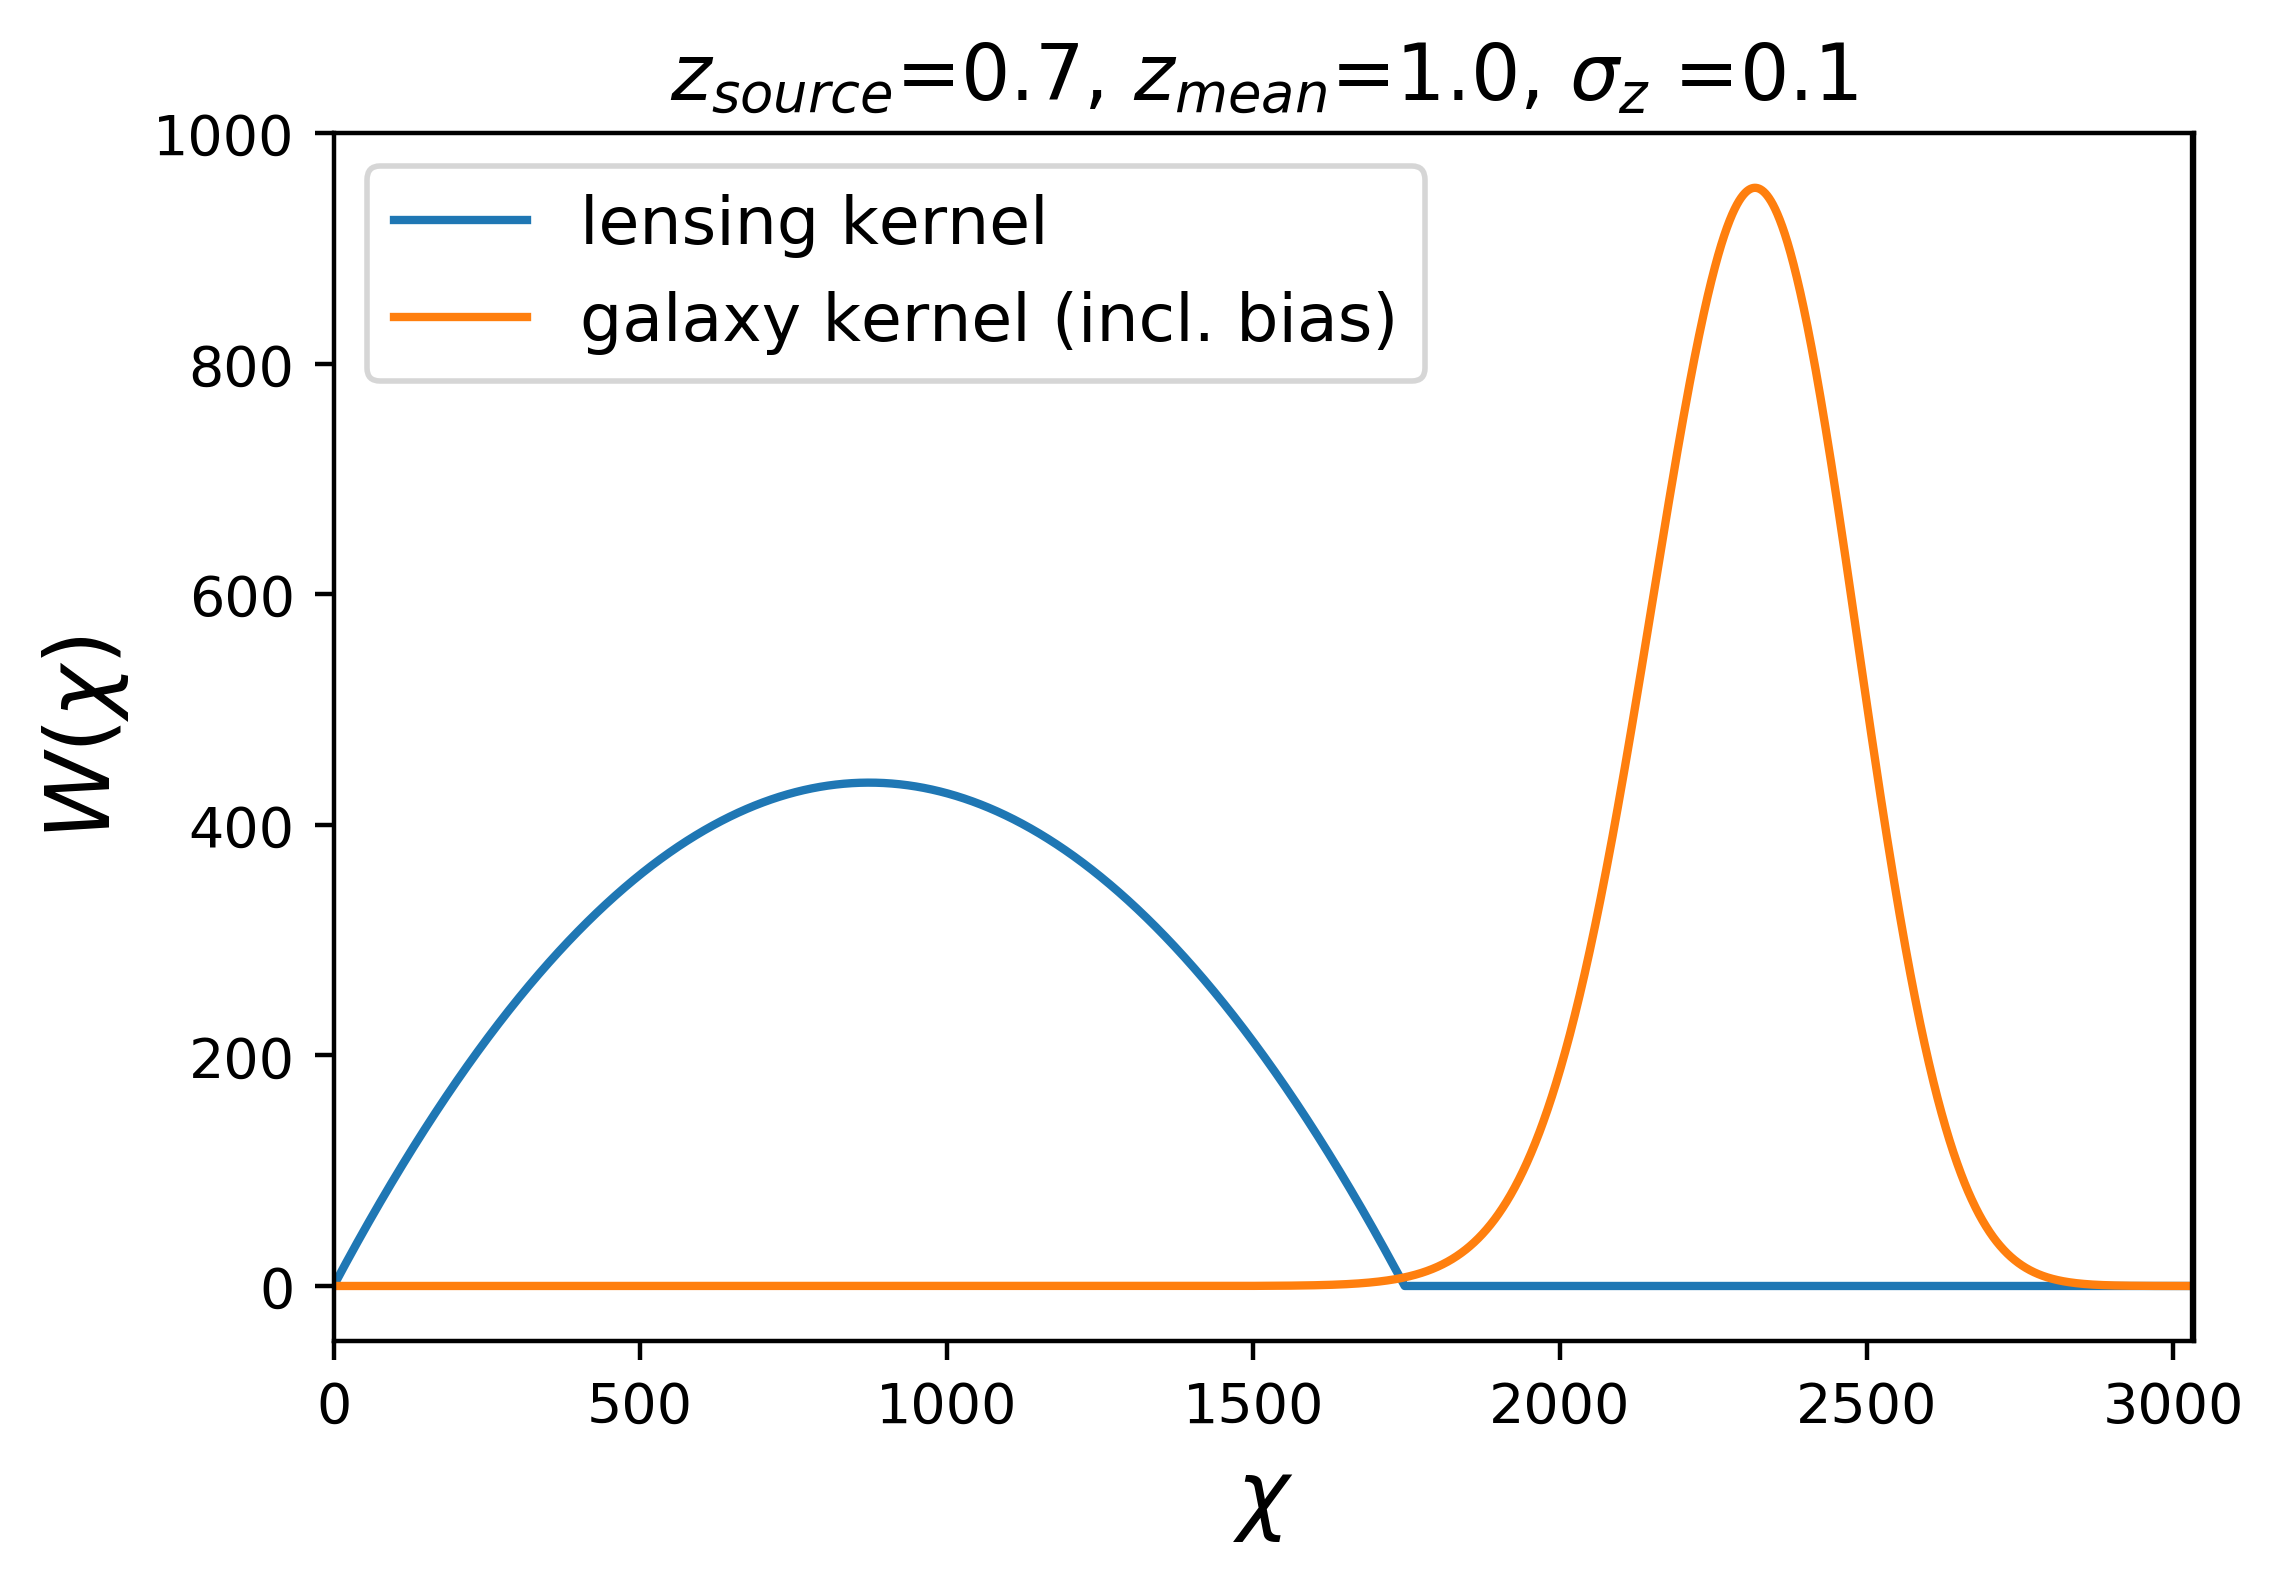 z_source=0.7, z_mean=1.0, σ_z =0.1
1000
800
600
400
200
0
W(χ)
lensing kernel
galaxy kernel (incl. bias)
0 500 1000 1500 2000 2500 3000
χ